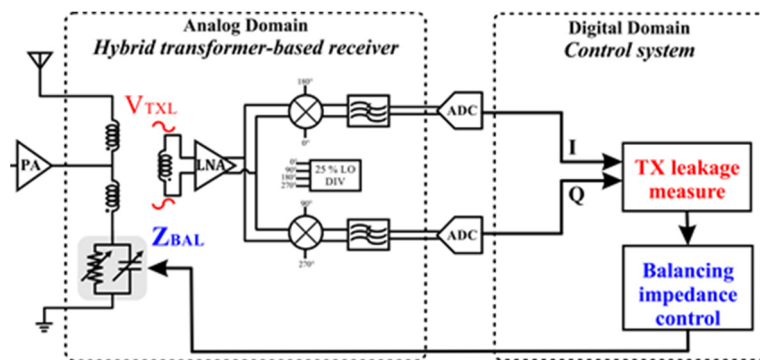 Analog Domain
Hybrid transformer-based receiver
Digital Domain
Control system
VTXL
PA
LNA
180°
0°
0°
90°
180°
270°
25 % LO
DIV
90°
270°
ADC
ADC
I
Q
TX leakage
measure
ZBAL
Balancing
impedance
control